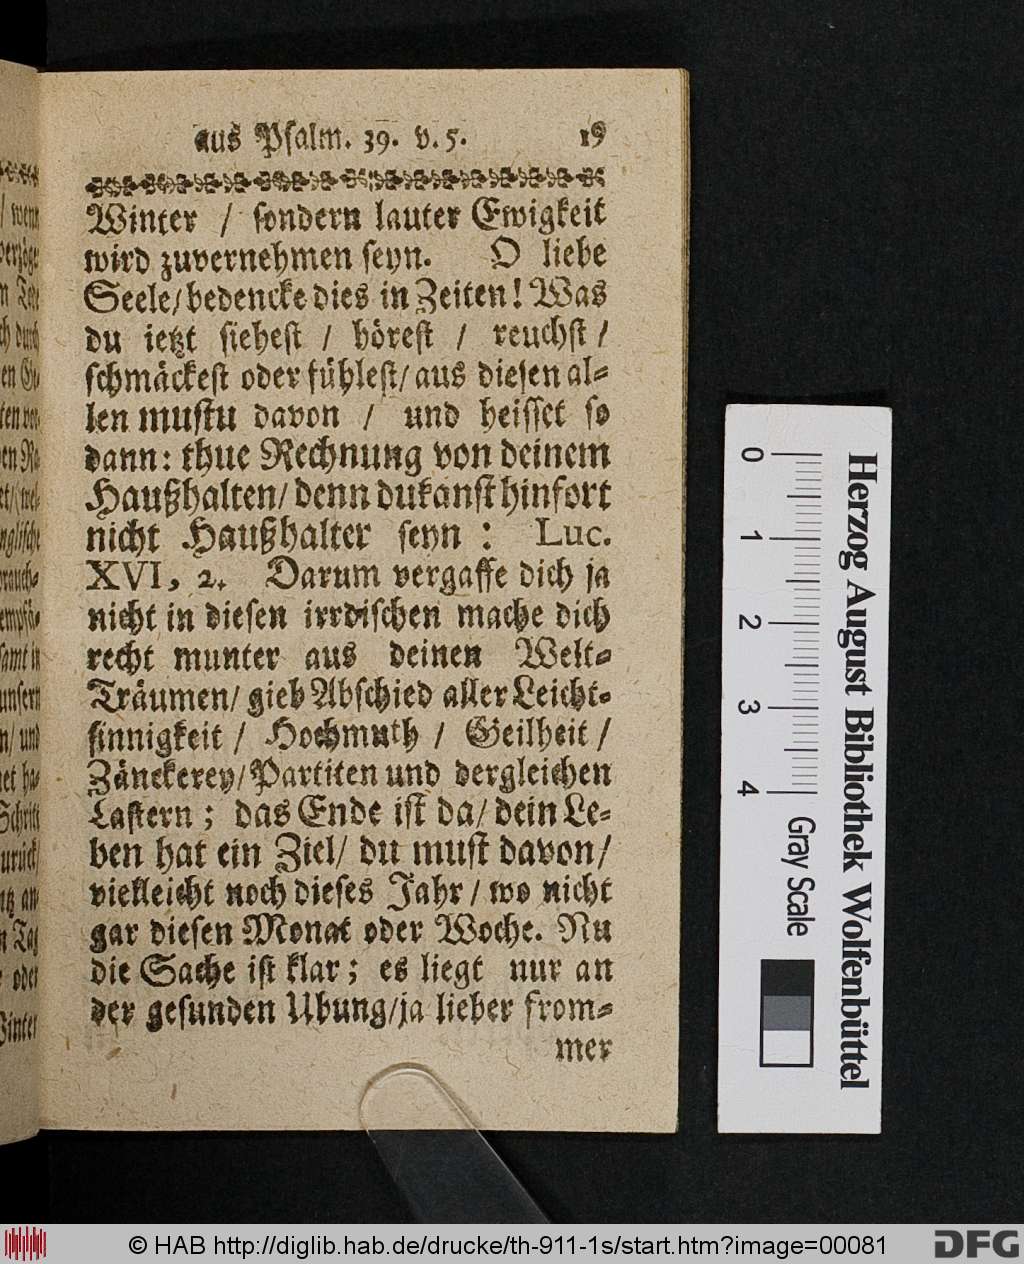 aus Psalm. 39. v. 5. 19
Winter / sondern lauter Ewigkeit
wird zuvernehmen seyn. O liebe
Seele/ bedencke dies in Zeiten! Was
du ietzt siehest / hörest / reuchst /
schmäckest oder fühlest/ aus diesen al-
len mustu davon / und heisset so
dann: thue Rechnung von deinem
Haußhalten/ denn du kanst hinfort
nicht Haußhalter seyn : Luc.
XVI, 2. Darum vergaffe dich ja
nicht in diesen irrdischen mache dich
recht munter aus deinen Welt-
Träumen/ gieb Abschied aller Leicht-
sinnigkeit / Hochmuth / Geilheit /
Zänckerey/ Partiten und dergleichen
Lastern ; das Ende ist da/ dein Le-
ben hat ein Ziel/ du must davon/
vielleicht noch dieses Jahr / wo nicht
gar diesen Monat oder Woche. Nu
die Sache ist klar ; es liegt nur an
der gesunden Ubung/ ja lieber from-
mer
0 1 2 3 4 Gray Scale
Herzog August Bibliothek Wolfenbüttel
© HAB http://diglib.hab.de/drucke/th-911-1s/start.htm?image=00081
DFG